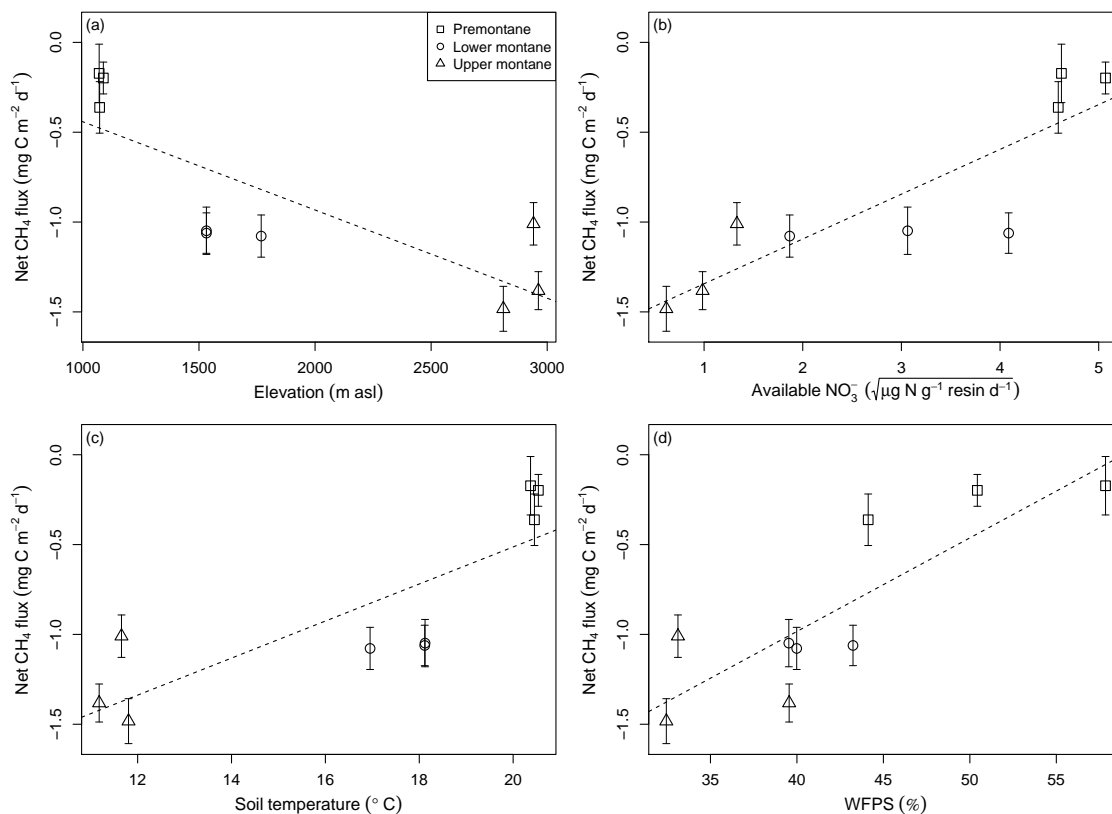 (a)
Premontane
Lower montane
Upper montane
Net CH₄ flux (mg C m⁻² d⁻¹)
0.0
−0.5
−1.0
−1.5
1000 1500 2000 2500 3000
Elevation (m asl)
(b)
Net CH₄ flux (mg C m⁻² d⁻¹)
0.0
−0.5
−1.0
−1.5
1 2 3 4 5
Available NO₃⁻ (√μg N g⁻¹ resin d⁻¹)
(c)
Net CH₄ flux (mg C m⁻² d⁻¹)
0.0
−0.5
−1.0
−1.5
12 14 16 18 20
Soil temperature (° C)
(d)
Net CH₄ flux (mg C m⁻² d⁻¹)
0.0
−0.5
−1.0
−1.5
35 40 45 50 55
WFPS (%)